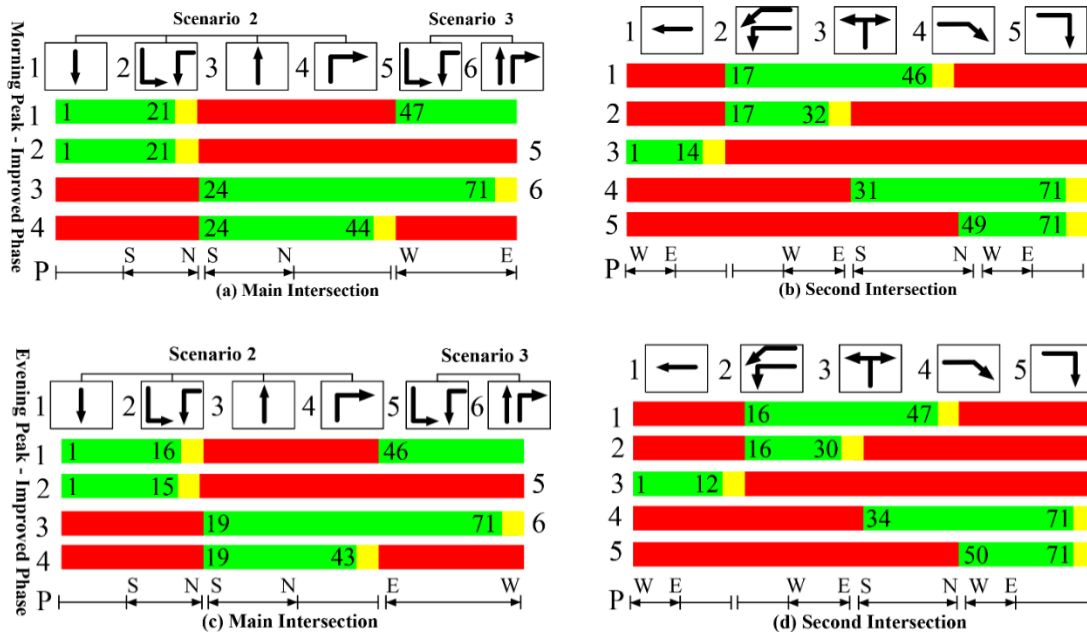 Scenario 2 Scenario 3
1 2 3 4 5 6
Morning Peak - Improved Phase
1 1 21 47
2 1 21 5
3 24 71 6
4 24 44
P S N S N W E
(a) Main Intersection
1 2 3 4 5
1 17 46
2 17 32
3 1 14
4 31 71
5 49 71
P W E W E S N W E
(b) Second Intersection
Scenario 2 Scenario 3
1 2 3 4 5 6
Evening Peak - Improved Phase
1 1 16 46
2 1 15 5
3 19 71 6
4 19 43
P S N S N E W
(c) Main Intersection
1 2 3 4 5
1 16 47
2 16 30
3 1 12
4 34 71
5 50 71
P W E W E S N W E
(d) Second Intersection